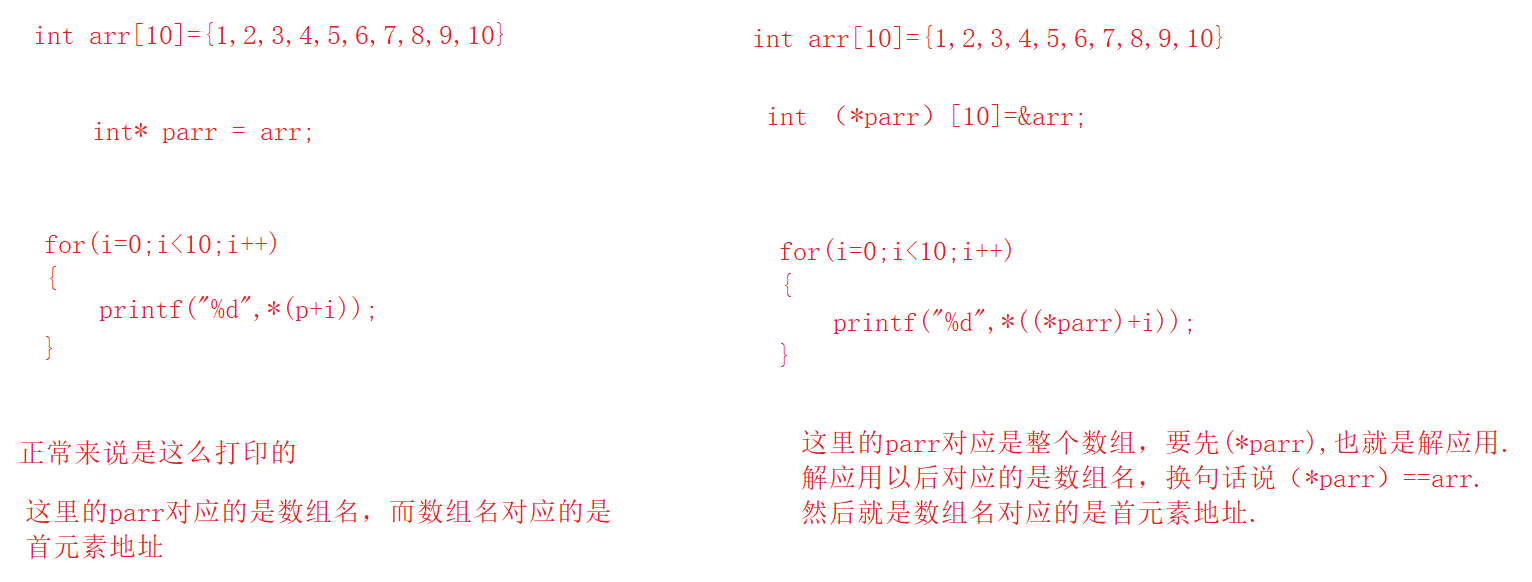 int arr[10]={1,2,3,4,5,6,7,8,9,10}
int* parr = arr;
for(i=0;i<10;i++)
{
printf("%d",*(p+i));
}
正常来说是这么打印的
这里的parr对应的是数组名，而数组名对应的是
首元素地址
int arr[10]={1,2,3,4,5,6,7,8,9,10}
int （*parr）[10]=&arr;
for(i=0;i<10;i++)
{
printf("%d",*((*parr)+i));
}
这里的parr对应是整个数组，要先(*parr),也就是解应用.
解应用以后对应的是数组名，换句话说（*parr）==arr.
然后就是数组名对应的是首元素地址.